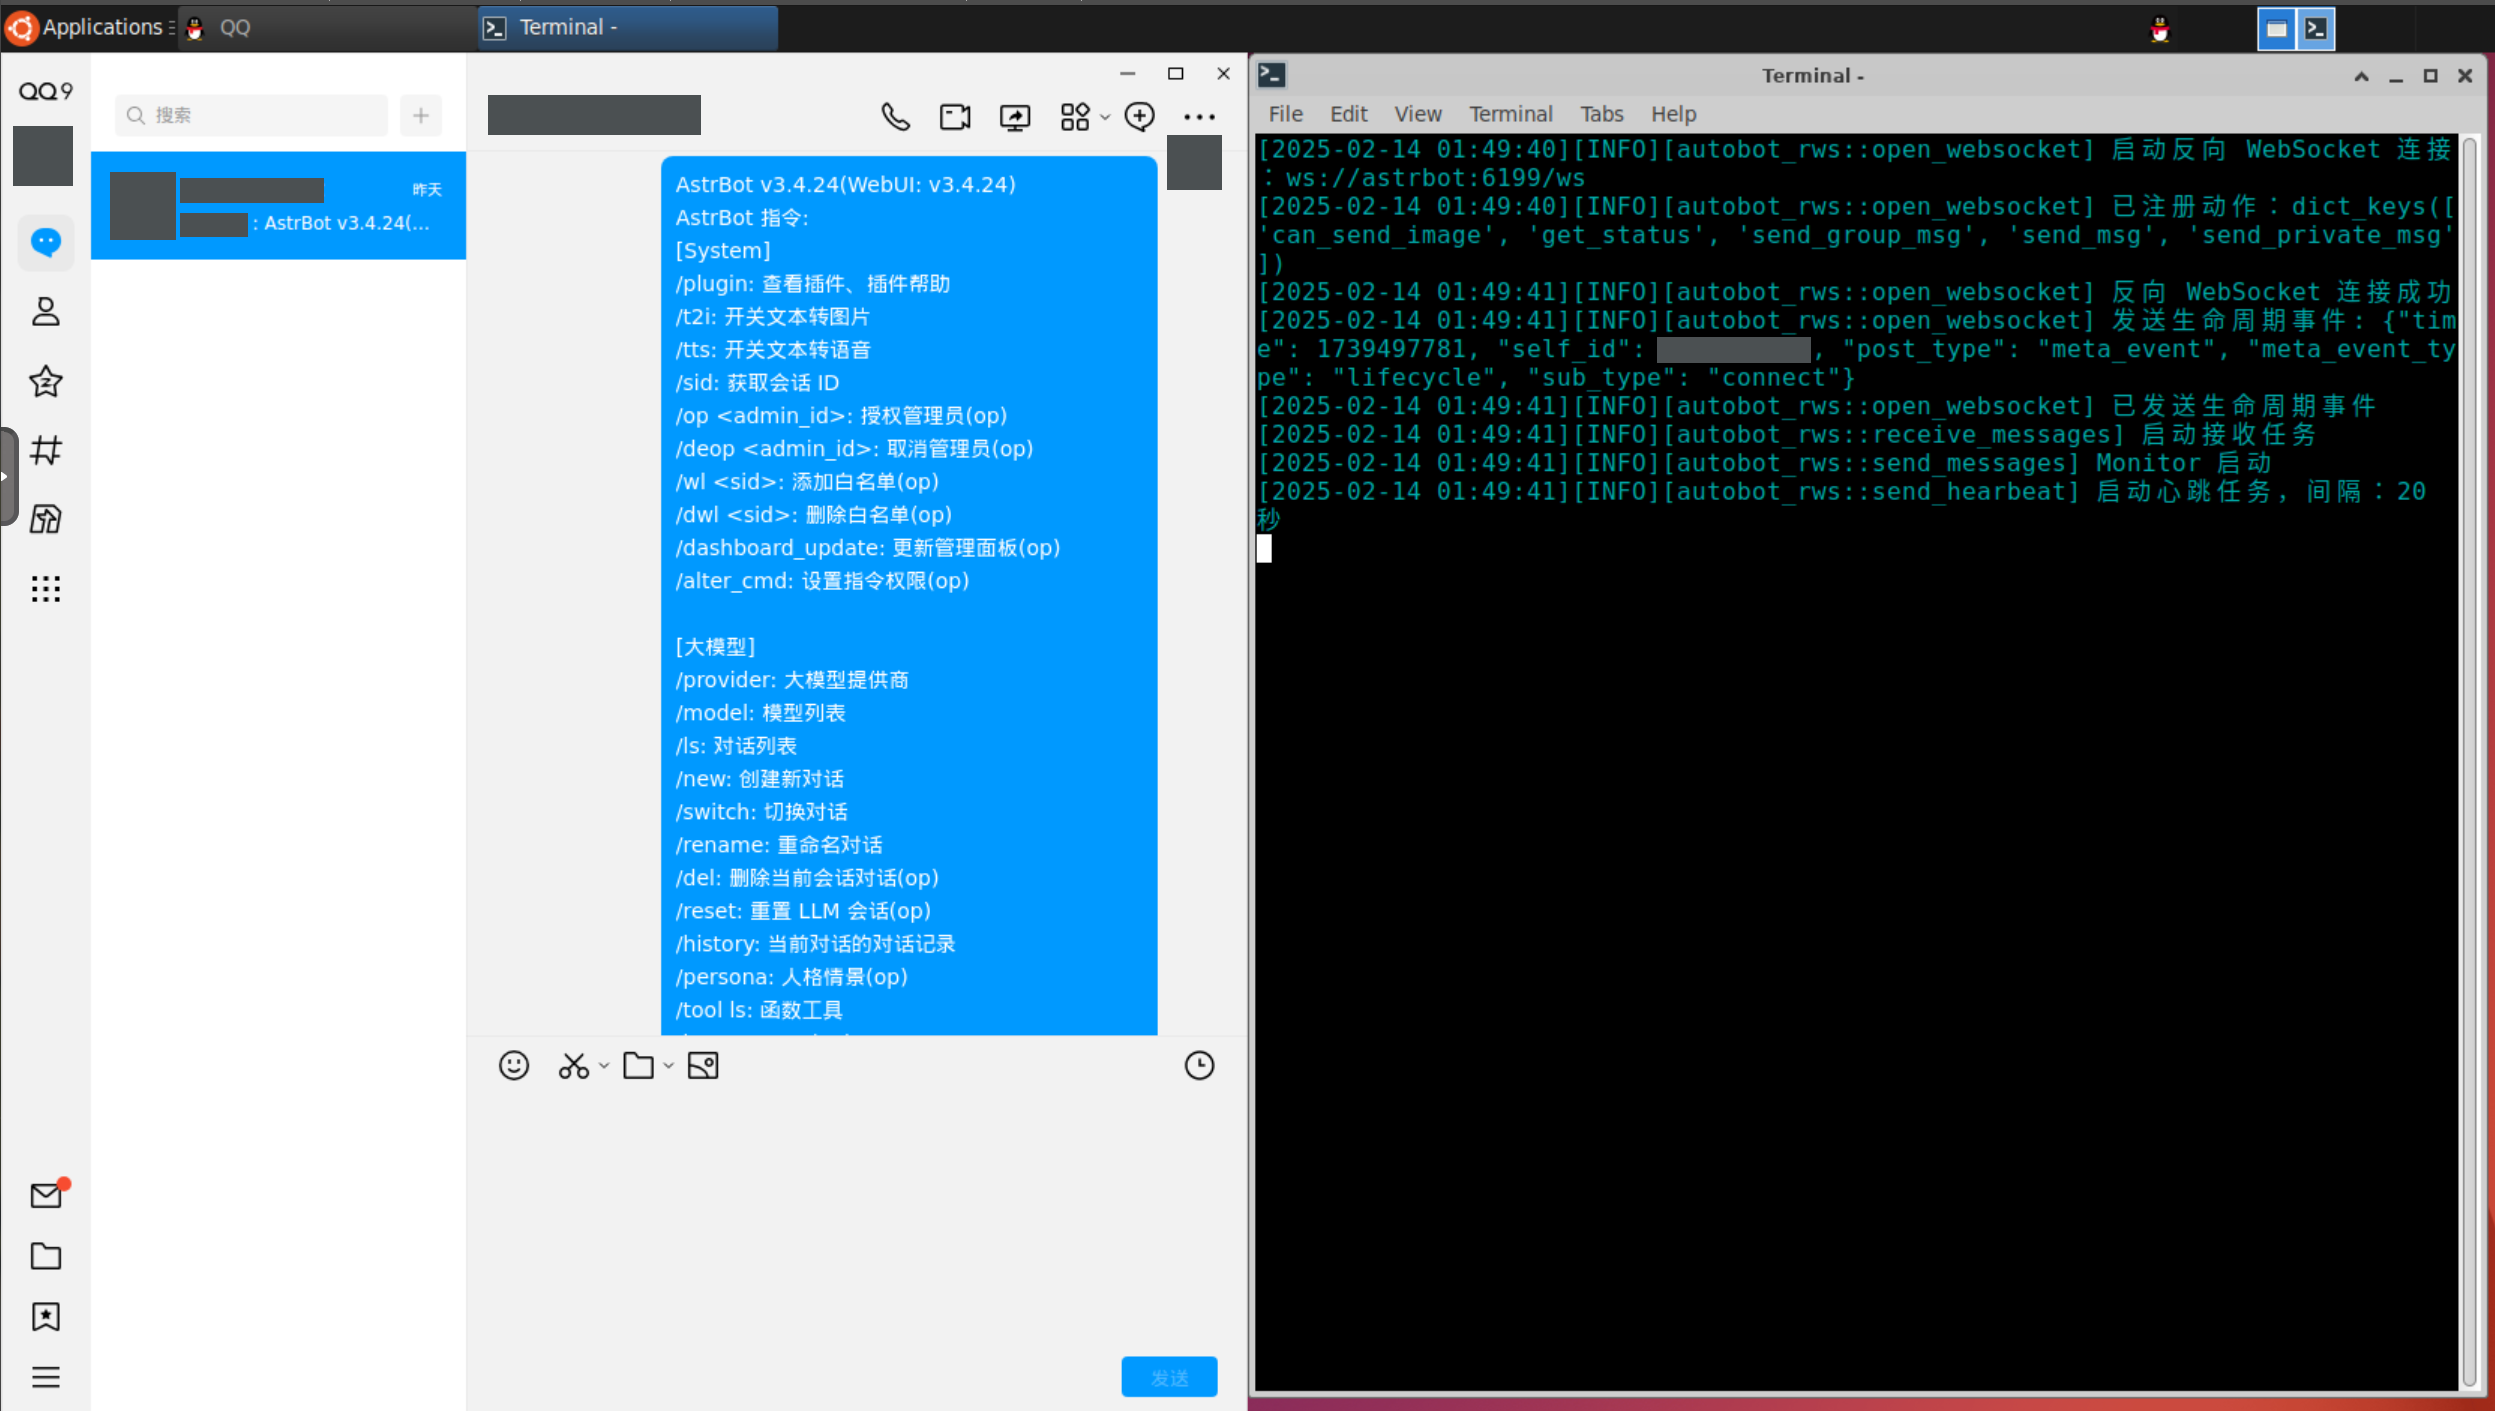 Applications
QQ
Terminal -
QQ9
搜索
昨天
: AstrBot v3.4.24(...
AstrBot v3.4.24(WebUI: v3.4.24)
AstrBot 指令:
[System]
/plugin: 查看插件、插件帮助
/t2i: 开关文本转图片
/tts: 开关文本转语音
/sid: 获取会话 ID
/op <admin_id>: 授权管理员(op)
/deop <admin_id>: 取消管理员(op)
/wl <sid>: 添加白名单(op)
/dwl <sid>: 删除白名单(op)
/dashboard_update: 更新管理面板(op)
/alter_cmd: 设置指令权限(op)
[大模型]
/provider: 大模型提供商
/model: 模型列表
/ls: 对话列表
/new: 创建新对话
/switch: 切换对话
/rename: 重命名对话
/del: 删除当前会话对话(op)
/reset: 重置 LLM 会话(op)
/history: 当前对话的对话记录
/persona: 人格情景(op)
/tool ls: 函数工具
发送
Terminal -
File Edit View Terminal Tabs Help
[2025-02-14 01:49:40][INFO][autobot_rws::open_websocket] 启动反向 WebSocket 连接
：ws://astrbot:6199/ws
[2025-02-14 01:49:40][INFO][autobot_rws::open_websocket] 已注册动作：dict_keys([
'can_send_image', 'get_status', 'send_group_msg', 'send_msg', 'send_private_msg'
])
[2025-02-14 01:49:41][INFO][autobot_rws::open_websocket] 反向 WebSocket 连接成功
[2025-02-14 01:49:41][INFO][autobot_rws::open_websocket] 发送生命周期事件: {"tim
e": 1739497781, "self_id": , "post_type": "meta_event", "meta_event_ty
pe": "lifecycle", "sub_type": "connect"}
[2025-02-14 01:49:41][INFO][autobot_rws::open_websocket] 已发送生命周期事件
[2025-02-14 01:49:41][INFO][autobot_rws::receive_messages] 启动接收任务
[2025-02-14 01:49:41][INFO][autobot_rws::send_messages] Monitor 启动
[2025-02-14 01:49:41][INFO][autobot_rws::send_hearbeat] 启动心跳任务，间隔：20
秒